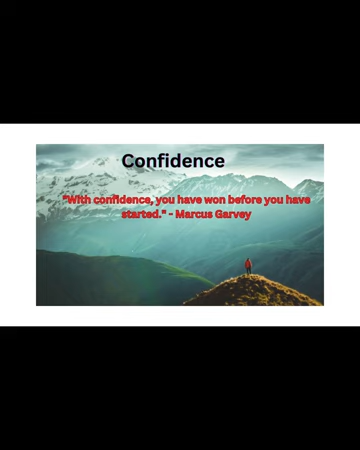 Confidence
"With confidence, you have won before you have
started." - Marcus Garvey